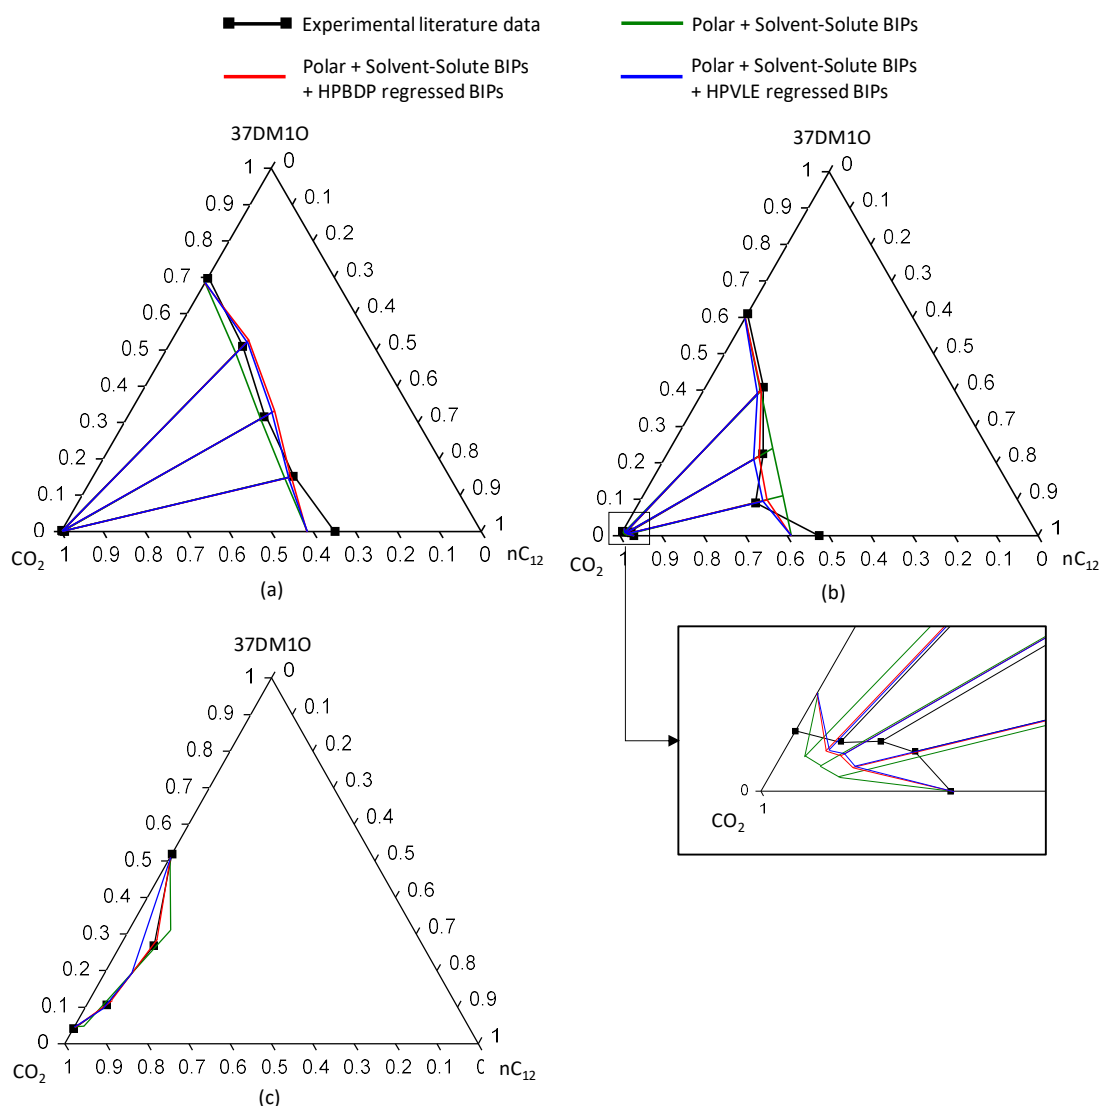 Experimental literature data
Polar + Solvent-Solute BIPs
Polar + Solvent-Solute BIPs
+ HPBDP regressed BIPs
Polar + Solvent-Solute BIPs
+ HPVLE regressed BIPs
37DM1O
1 0
0.9 0.1
0.8 0.2
0.7 0.3
0.6 0.4
0.5 0.5
0.4 0.6
0.3 0.7
0.2 0.8
0.1 0.9
0 1
CO2 1 0.9 0.8 0.7 0.6 0.5 0.4 0.3 0.2 0.1 0 nC12
(a)
37DM1O
1 0
0.9 0.1
0.8 0.2
0.7 0.3
0.6 0.4
0.5 0.5
0.4 0.6
0.3 0.7
0.2 0.8
0.1 0.9
0 1
CO2 1 0.9 0.8 0.7 0.6 0.5 0.4 0.3 0.2 0.1 0 nC12
(b)
0
1
CO2
37DM1O
1 0
0.9 0.1
0.8 0.2
0.7 0.3
0.6 0.4
0.5 0.5
0.4 0.6
0.3 0.7
0.2 0.8
0.1 0.9
0 1
CO2 1 0.9 0.8 0.7 0.6 0.5 0.4 0.3 0.2 0.1 0 nC12
(c)